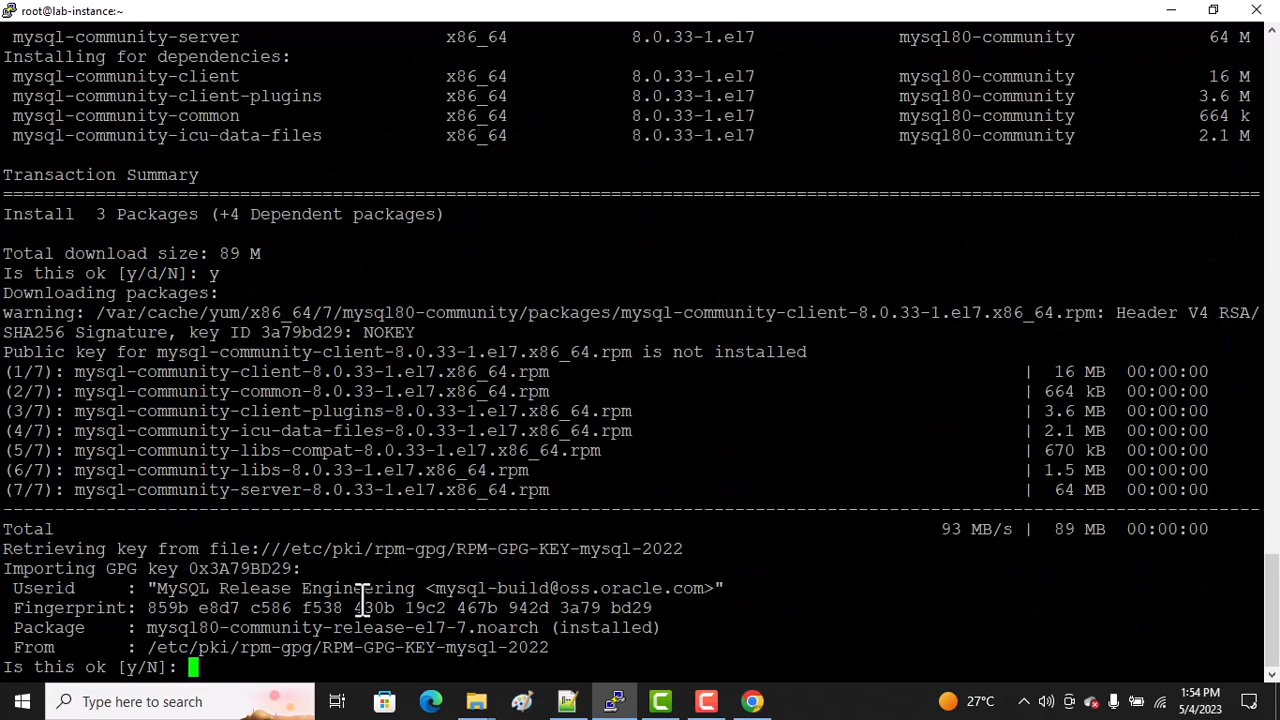 root@lab-instance:~
mysql-community-server x86_64 8.0.33-1.el7 mysql80-community 64 M
Installing for dependencies:
mysql-community-client x86_64 8.0.33-1.el7 mysql80-community 16 M
mysql-community-client-plugins x86_64 8.0.33-1.el7 mysql80-community 3.6 M
mysql-community-common x86_64 8.0.33-1.el7 mysql80-community 664 k
mysql-community-icu-data-files x86_64 8.0.33-1.el7 mysql80-community 2.1 M
Transaction Summary
================================================================================
Install 3 Packages (+4 Dependent packages)
Total download size: 89 M
Is this ok [y/d/N]: y
Downloading packages:
warning: /var/cache/yum/x86_64/7/mysql80-community/packages/mysql-community-client-8.0.33-1.el7.x86_64.rpm: Header V4 RSA/
SHA256 Signature, key ID 3a79bd29: NOKEY
Public key for mysql-community-client-8.0.33-1.el7.x86_64.rpm is not installed
(1/7): mysql-community-client-8.0.33-1.el7.x86_64.rpm | 16 MB 00:00:00
(2/7): mysql-community-common-8.0.33-1.el7.x86_64.rpm | 664 kB 00:00:00
(3/7): mysql-community-client-plugins-8.0.33-1.el7.x86_64.rpm | 3.6 MB 00:00:00
(4/7): mysql-community-icu-data-files-8.0.33-1.el7.x86_64.rpm | 2.1 MB 00:00:00
(5/7): mysql-community-libs-compat-8.0.33-1.el7.x86_64.rpm | 670 kB 00:00:00
(6/7): mysql-community-libs-8.0.33-1.el7.x86_64.rpm | 1.5 MB 00:00:00
(7/7): mysql-community-server-8.0.33-1.el7.x86_64.rpm | 64 MB 00:00:00
--------------------------------------------------------------------------------
Total 93 MB/s | 89 MB 00:00:00
Retrieving key from file:///etc/pki/rpm-gpg/RPM-GPG-KEY-mysql-2022
Importing GPG key 0x3A79BD29:
Userid : "MySQL Release Engineering <mysql-build@oss.oracle.com>"
Fingerprint: 859b e8d7 c586 f538 430b 19c2 467b 942d 3a79 bd29
Package : mysql80-community-release-el7-7.noarch (installed)
From : /etc/pki/rpm-gpg/RPM-GPG-KEY-mysql-2022
Is this ok [y/N]:
Type here to search
27°C
1:54 PM
5/4/2023